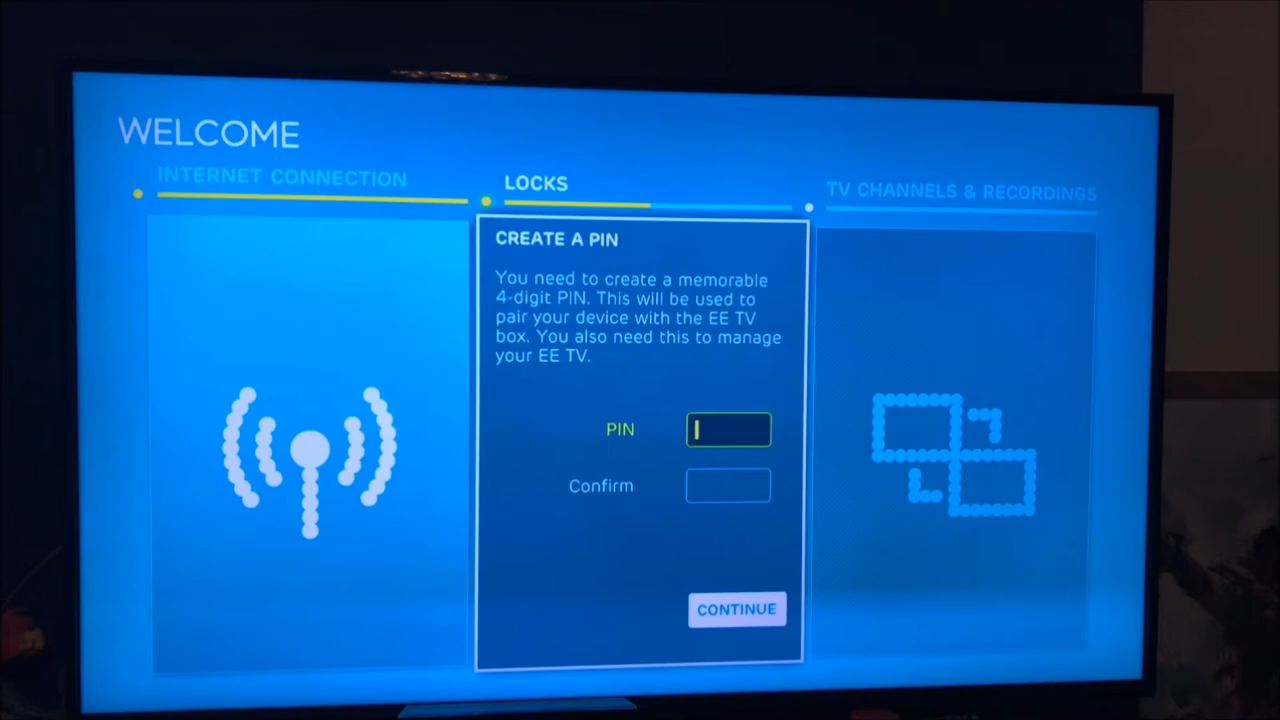 WELCOME
INTERNET CONNECTION
LOCKS
TV CHANNELS & RECORDINGS
CREATE A PIN
You need to create a memorable
4-digit PIN. This will be used to
pair your device with the EE TV
box. You also need this to manage
your EE TV.
PIN
Confirm
CONTINUE